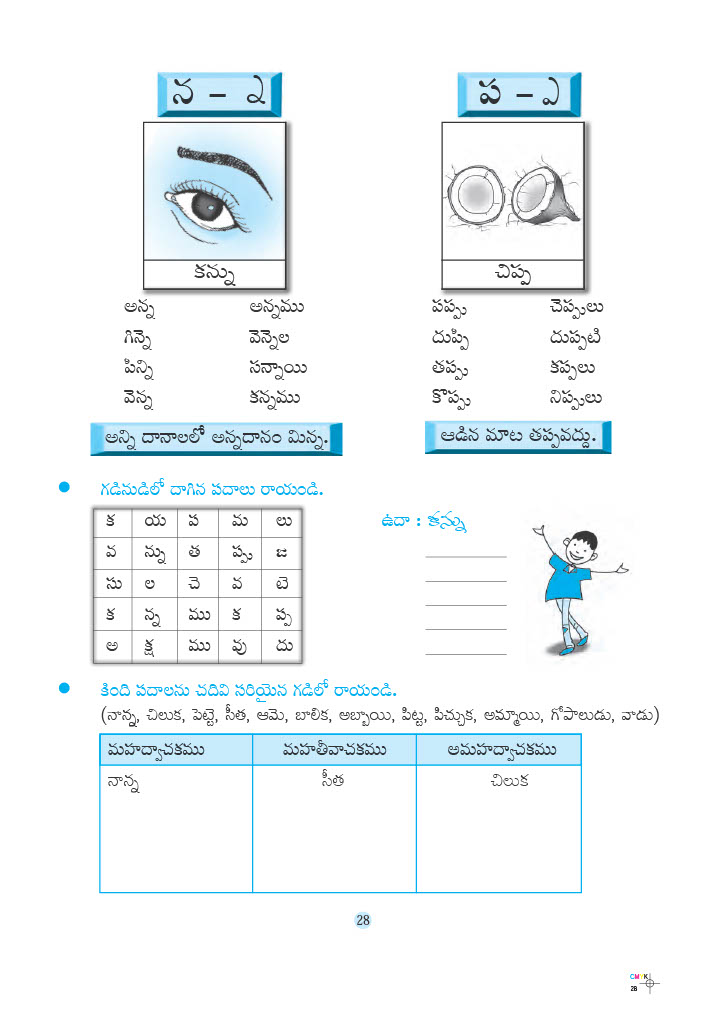 న – ్న
ప – ్ప
కన్ను
చిప్ప
అన్న అన్నము
గిన్నె వెన్నెల
పిన్ని సన్నాయి
వెన్న కన్నము
పప్పు చెప్పులు
దుప్పి దుప్పటి
తప్పు కప్పలు
కొప్పు నిప్పులు
అన్ని దానాలలో అన్నదానం మిన్న.
ఆడిన మాట తప్పవద్దు.
గడినుడిలో దాగిన పదాలు రాయండి.
క య ప మ లు
వ న్ను త ప్పు జ
సు ల చె వ టె
క న్న ము క ప్ప
అ క్ష ము వు దు
ఉదా : కన్ను
కింది పదాలను చదివి సరియైన గడిలో రాయండి.
(నాన్న, చిలుక, పెట్టె, సీత, ఆమె, బాలిక, అబ్బాయి, పిట్ట, పిచ్చుక, అమ్మాయి, గోపాలుడు, వాడు)
మహద్వాచకము మహతీవాచకము అమహద్వాచకము
నాన్న సీత చిలుక
28
CMYK
28